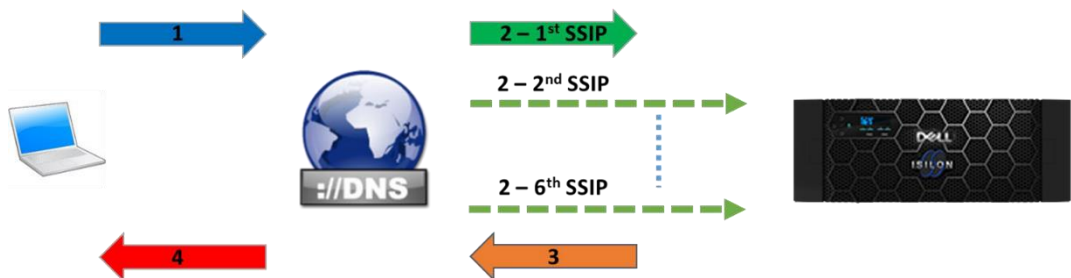 1
2 – 1st SSIP
2 – 2nd SSIP
DELL
ISILON
://DNS
2 – 6th SSIP
4
3